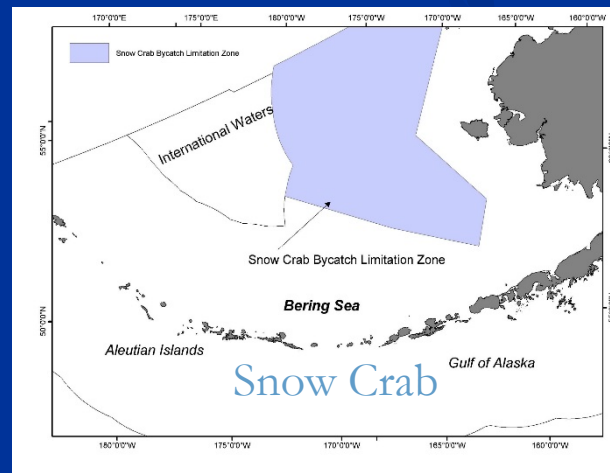 170°0'0"E 175°0'0"E 180°0'0" 175°0'0"W 170°0'0"W 165°0'0"W 160°0'0"W
Snow Crab Bycatch Limitation Zone
International Waters
55°0'0"N
Snow Crab Bycatch Limitation Zone
Bering Sea
50°0'0"N
Aleutian Islands
Gulf of Alaska
Snow Crab
180°0'0" 175°0'0"W 170°0'0"W 165°0'0"W 160°0'0"W